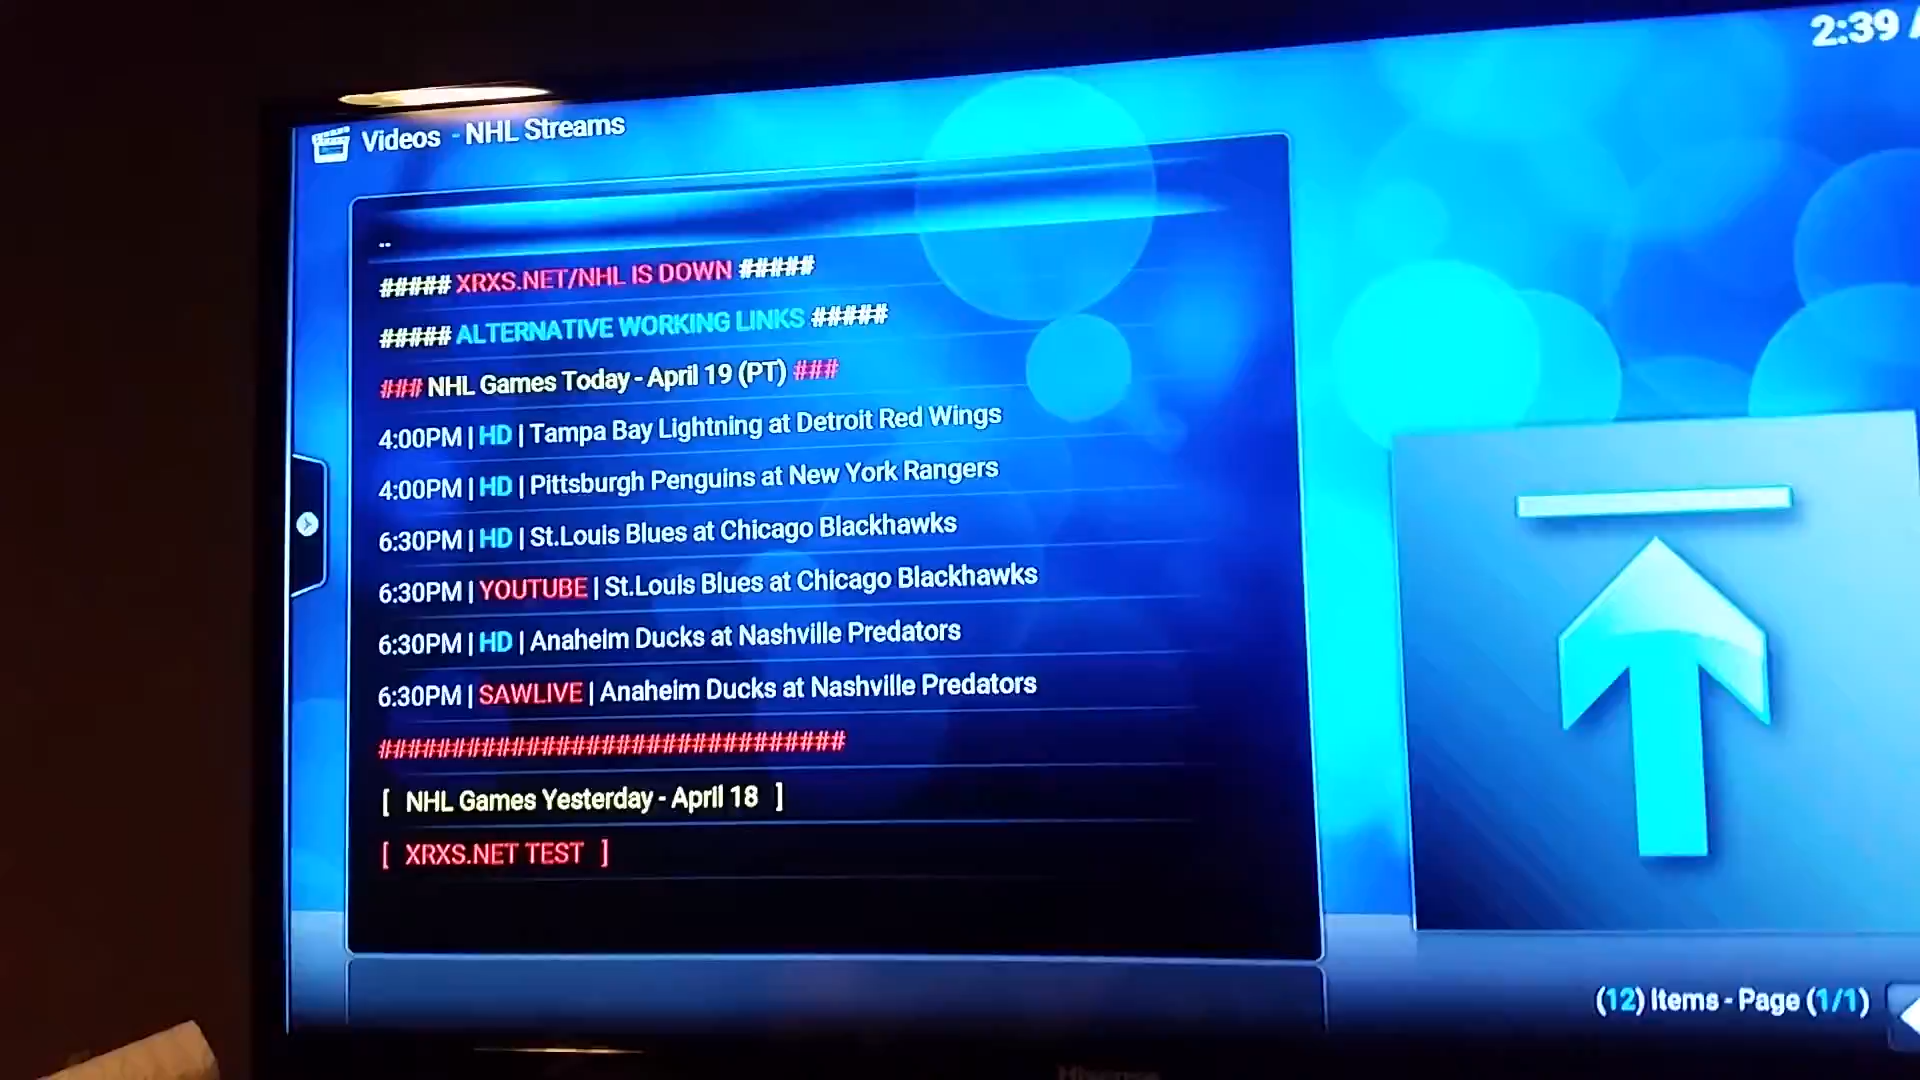 2:39
Videos - NHL Streams
..
##### XRXS.NET/NHL IS DOWN #####
##### ALTERNATIVE WORKING LINKS #####
### NHL Games Today - April 19 (PT) ###
4:00PM | HD | Tampa Bay Lightning at Detroit Red Wings
4:00PM | HD | Pittsburgh Penguins at New York Rangers
6:30PM | HD | St.Louis Blues at Chicago Blackhawks
6:30PM | YOUTUBE | St.Louis Blues at Chicago Blackhawks
6:30PM | HD | Anaheim Ducks at Nashville Predators
6:30PM | SAWLIVE | Anaheim Ducks at Nashville Predators
################################
[ NHL Games Yesterday - April 18 ]
[ XRXS.NET TEST ]
(12) Items - Page (1/1)